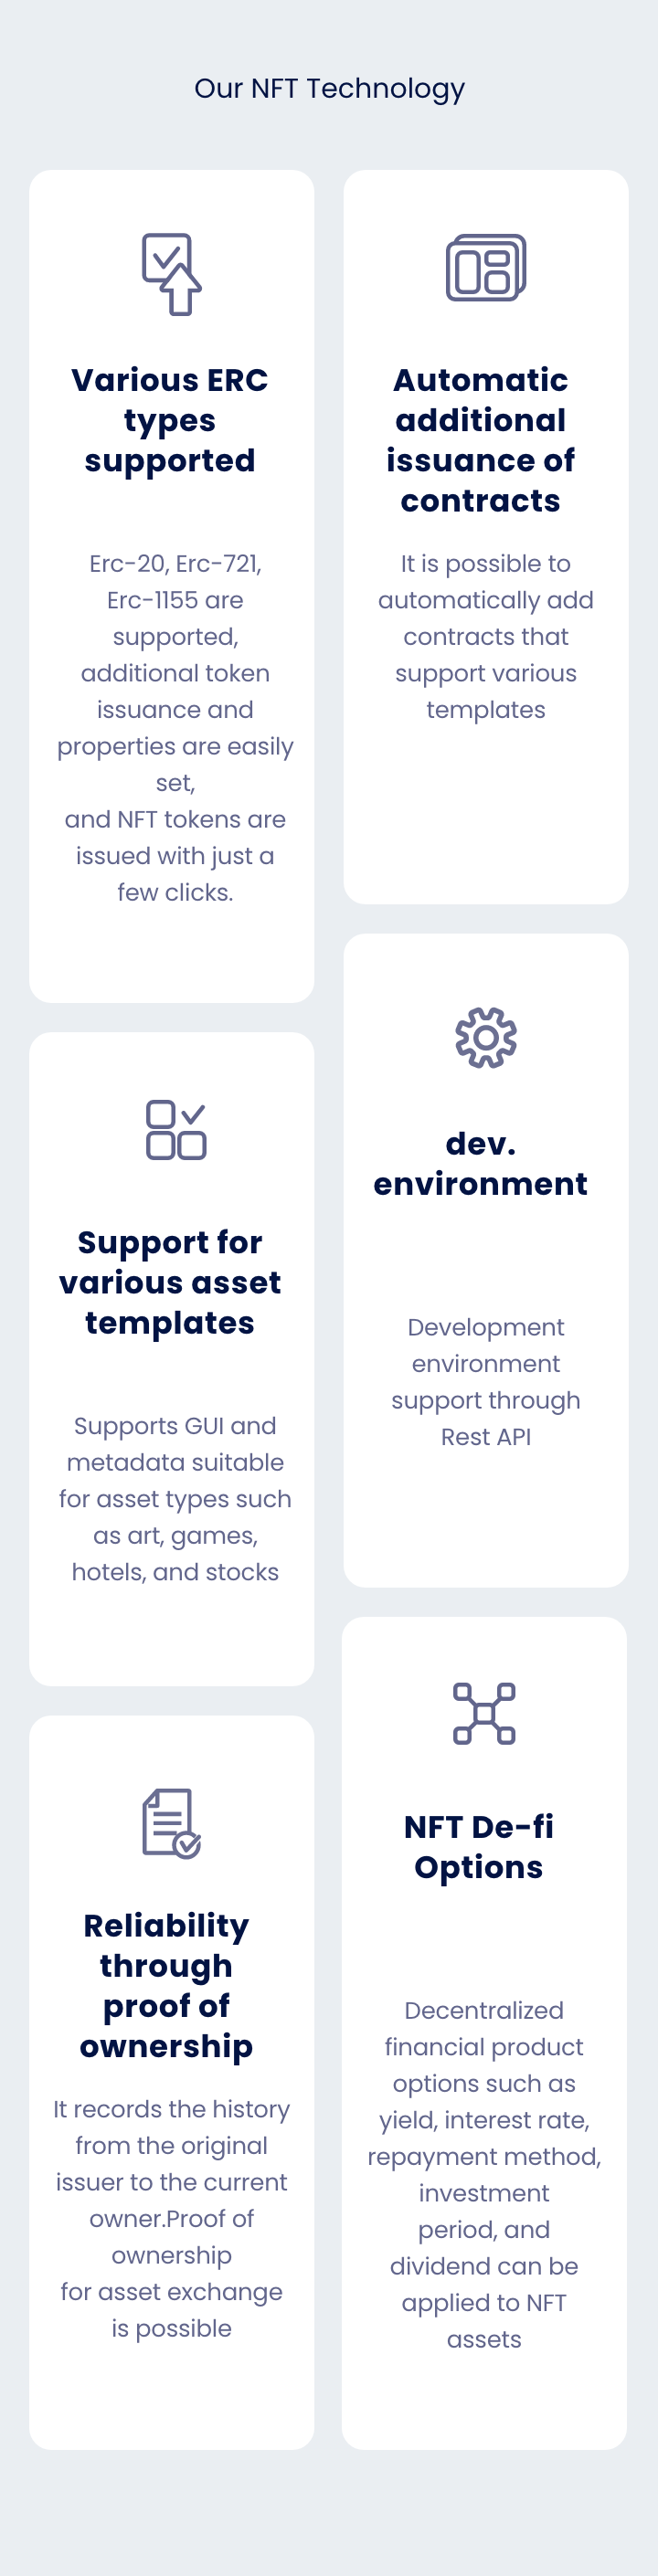 Our NFT Technology
Various ERC
types
supported
Erc-20, Erc-721,
Erc-1155 are
supported,
additional token
issuance and
properties are easily
set,
and NFT tokens are
issued with just a
few clicks.
Automatic
additional
issuance of
contracts
It is possible to
automatically add
contracts that
support various
templates
Support for
various asset
templates
Supports GUI and
metadata suitable
for asset types such
as art, games,
hotels, and stocks
dev.
environment
Development
environment
support through
Rest API
Reliability
through
proof of
ownership
It records the history
from the original
issuer to the current
owner.Proof of
ownership
for asset exchange
is possible
NFT De-fi
Options
Decentralized
financial product
options such as
yield, interest rate,
repayment method,
investment
period, and
dividend can be
applied to NFT
assets